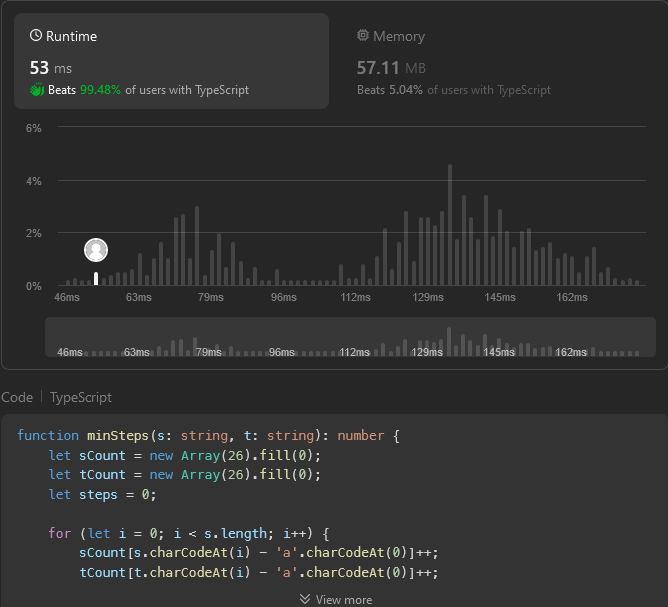 Runtime
Memory
53 ms
57.11 MB
Beats 99.48% of users with TypeScript
Beats 5.04% of users with TypeScript
6%
4%
2%
0%
46ms 63ms 79ms 96ms 112ms 129ms 145ms 162ms
46ms 63ms 79ms 96ms 112ms 129ms 145ms 162ms
Code | TypeScript
function minSteps(s: string, t: string): number {
    let sCount = new Array(26).fill(0);
    let tCount = new Array(26).fill(0);
    let steps = 0;
    for (let i = 0; i < s.length; i++) {
        sCount[s.charCodeAt(i) - 'a'.charCodeAt(0)]++;
        tCount[t.charCodeAt(i) - 'a'.charCodeAt(0)]++;
View more